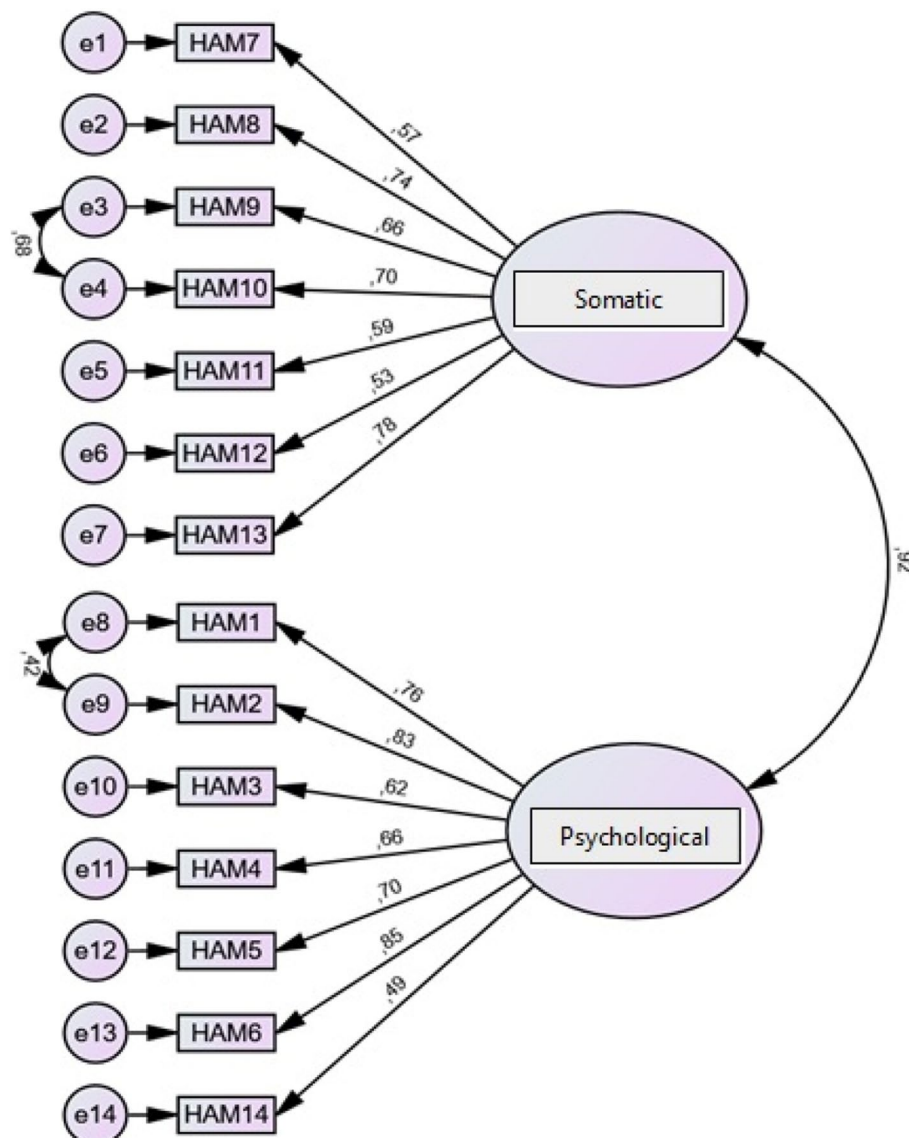 e1 HAM7
,57
e2 HAM8
,74
e3 HAM9
,66
,68
e4 HAM10
,70
Somatic
e5 HAM11
,59
e6 HAM12
,53
e7 HAM13
,78
,92
e8 HAM1
,76
,42
e9 HAM2
,83
e10 HAM3
,62
Psychological
e11 HAM4
,66
e12 HAM5
,70
e13 HAM6
,85
e14 HAM14
,49